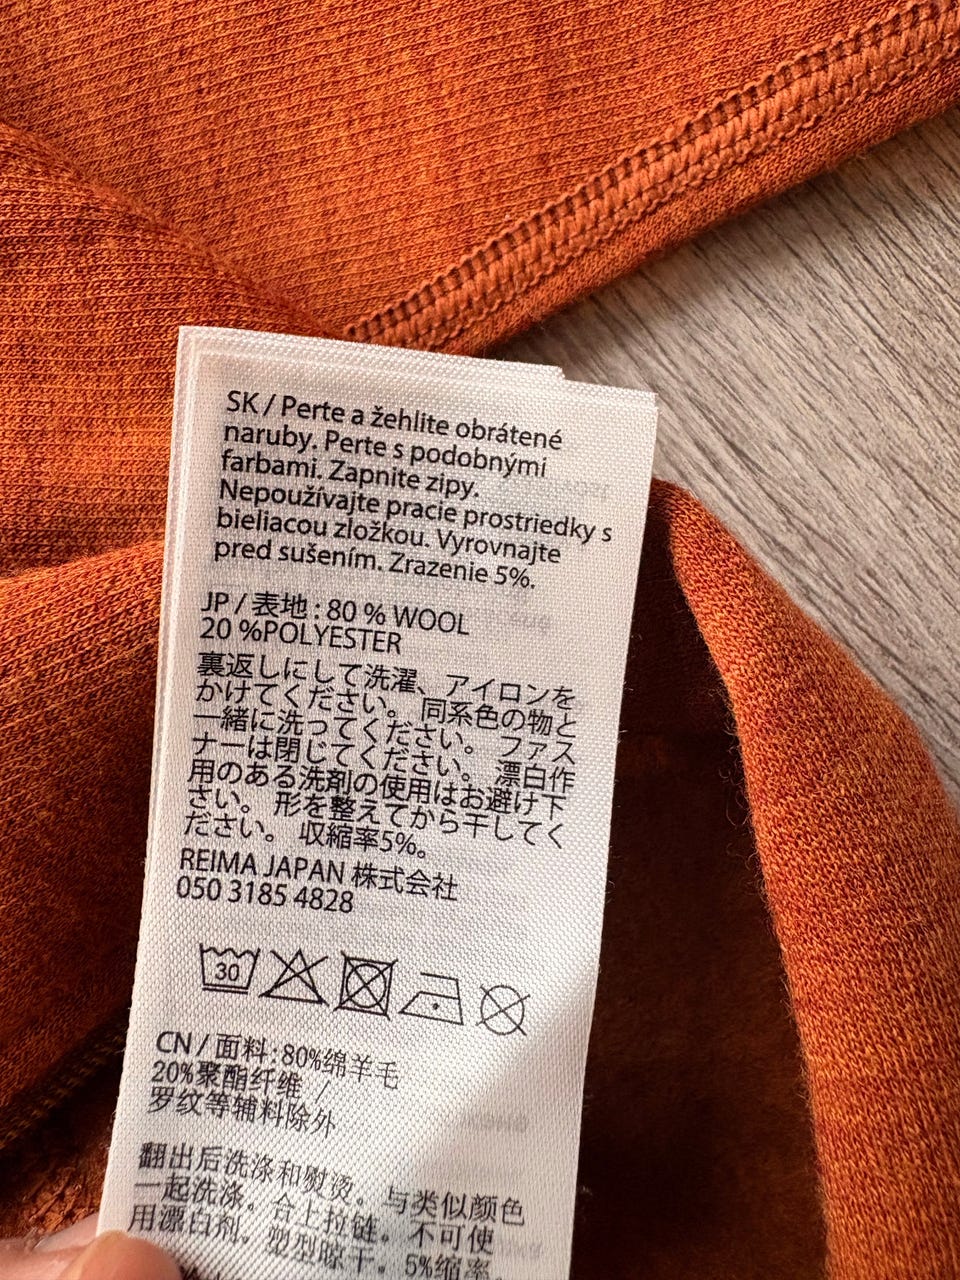 SK / Perte a žehlite obrátené
naruby. Perte s podobnými
farbami. Zapnite zipy.
Nepoužívajte pracie prostriedky s
bieliacou zložkou. Vyrovnajte
pred sušením. Zrazenie 5%.
JP / 表地 : 80 % WOOL
20 %POLYESTER
裏返しにして洗濯、アイロンを
かけてください。 同系色の物と
一緒に洗ってください。 ファス
ナーは閉じてください。 漂白作
用のある洗剤の使用はお避け下
さい。 形を整えてから干してく
ださい。 収縮率5%。
REIMA JAPAN 株式会社
050 3185 4828
30
CN / 面料 : 80%绵羊毛
20%聚酯纤维 /
罗纹等辅料除外
翻出后洗涤和熨烫。与类似颜色
一起洗涤。合上拉链。不可使
用漂白剂。塑型晾干。5%缩率。